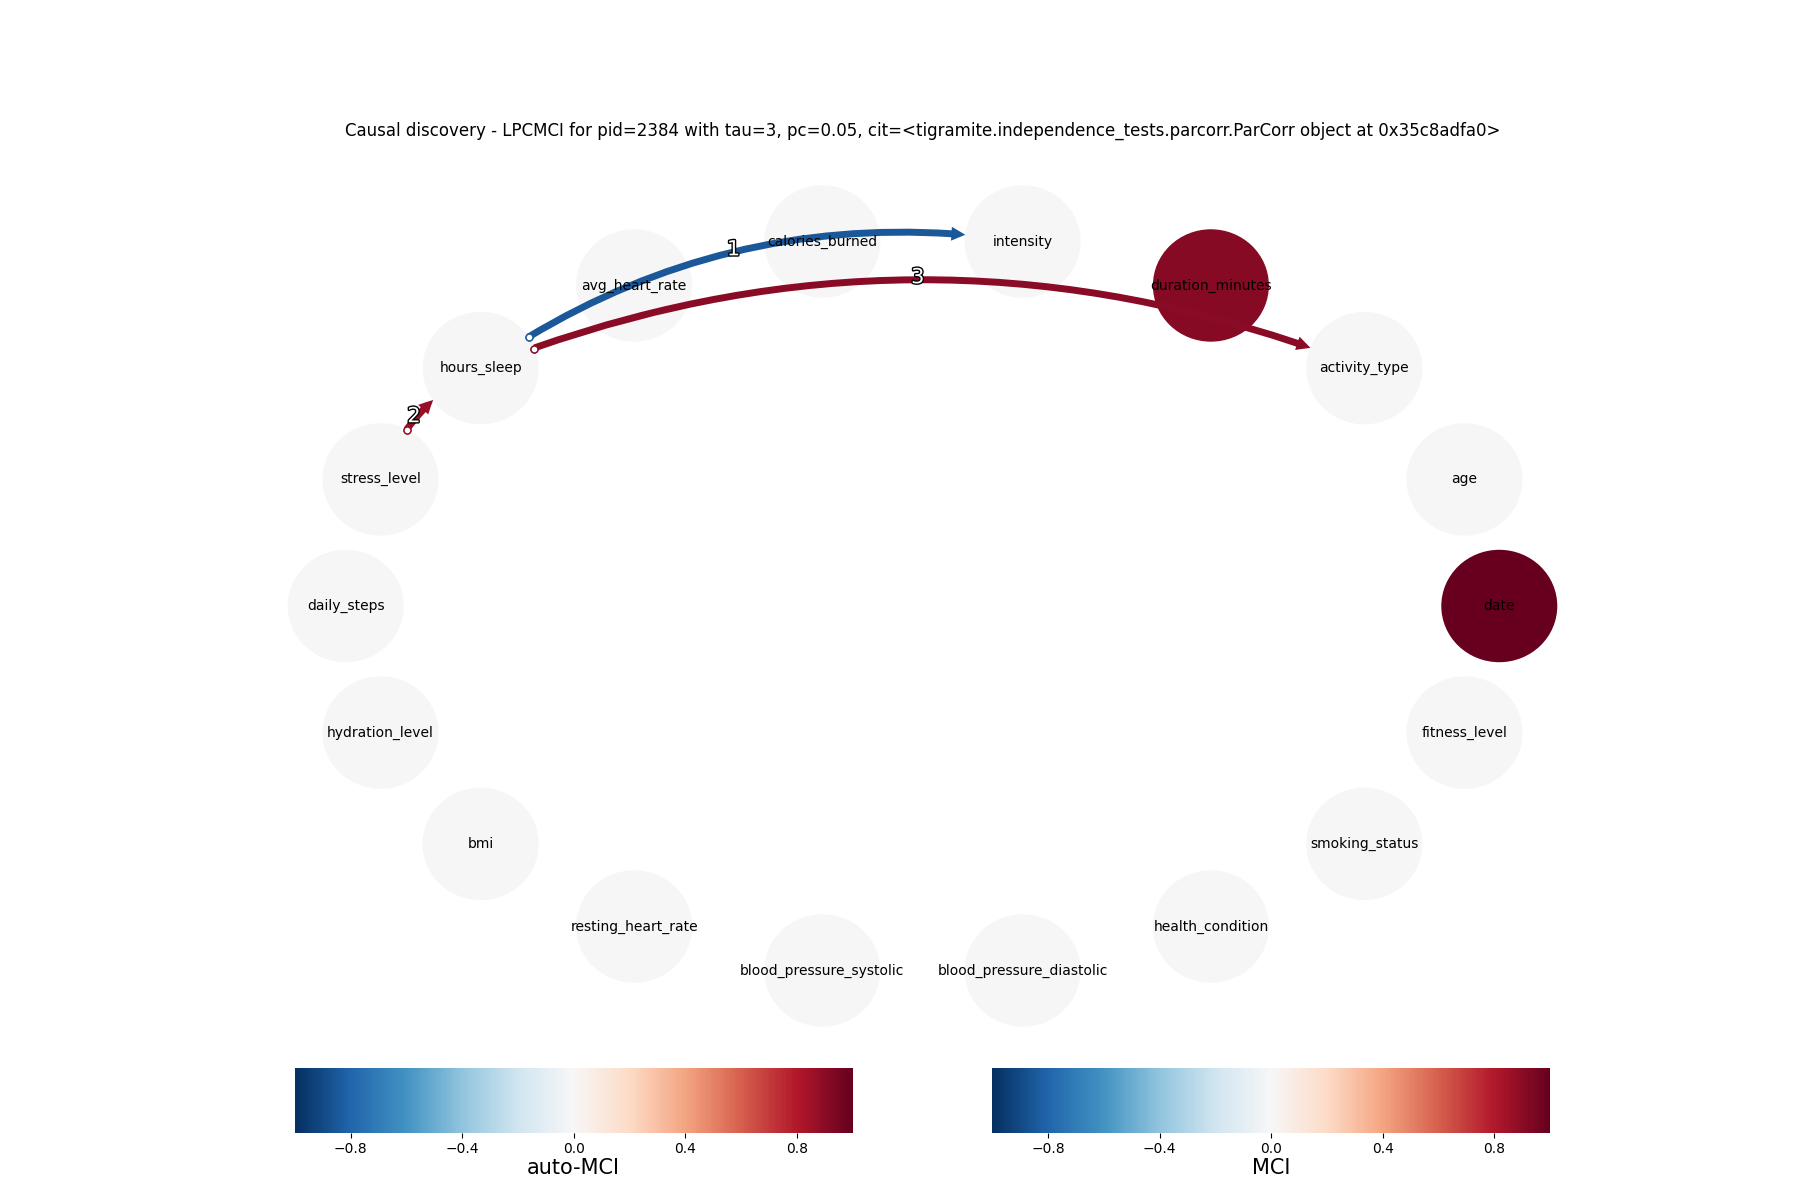 Causal discovery - LPCMCI for pid=2384 with tau=3, pc=0.05, cit=<tigramite.independence_tests.parcorr.ParCorr object at 0x35c8adfa0>
calories_burned
intensity
1
3
avg_heart_rate
duration_minutes
hours_sleep
activity_type
2
stress_level
age
daily_steps
date
hydration_level
fitness_level
bmi
smoking_status
resting_heart_rate
health_condition
blood_pressure_systolic
blood_pressure_diastolic
−0.8 −0.4 0.0 0.4 0.8
auto-MCI
−0.8 −0.4 0.0 0.4 0.8
MCI